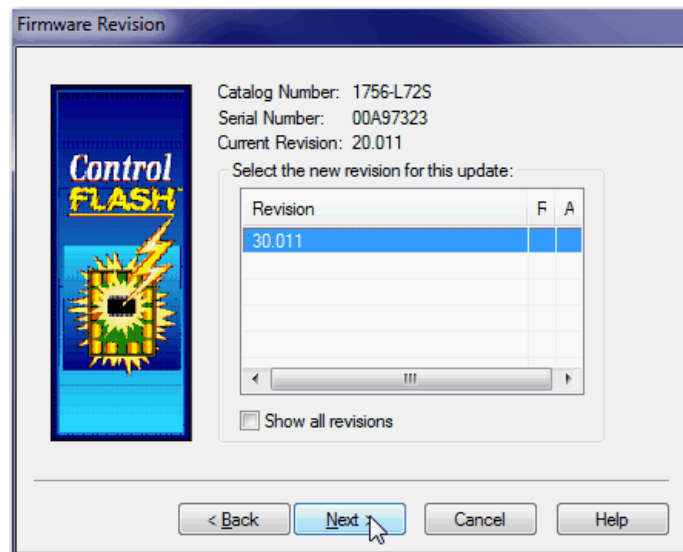 Firmware Revision
Catalog Number: 1756-L72S
Serial Number: 00A97323
Current Revision: 20.011
Select the new revision for this update:
Revision F A
30.011
Show all revisions
Control
FLASH
< Back Next > Cancel Help